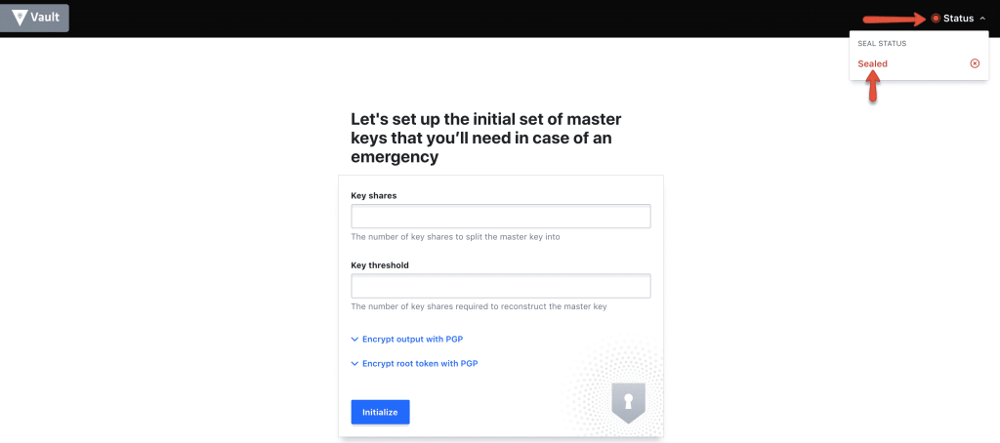 Vault
Status
SEAL STATUS
Sealed
Let's set up the initial set of master
keys that you’ll need in case of an
emergency
Key shares
The number of key shares to split the master key into
Key threshold
The number of key shares required to reconstruct the master key
Encrypt output with PGP
Encrypt root token with PGP
Initialize